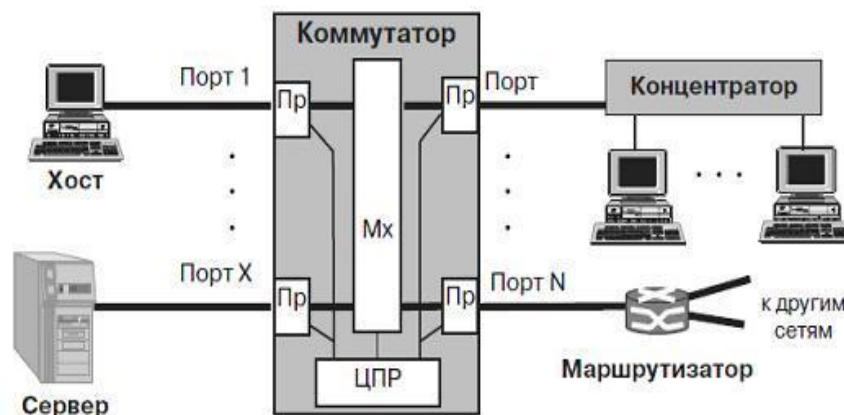 Коммутатор
Порт 1
Пр
Пр
Порт
Концентратор
Хост
Мх
Порт X
Пр
Пр
Порт N
к другим
сетям
ЦПР
Маршрутизатор
Сервер